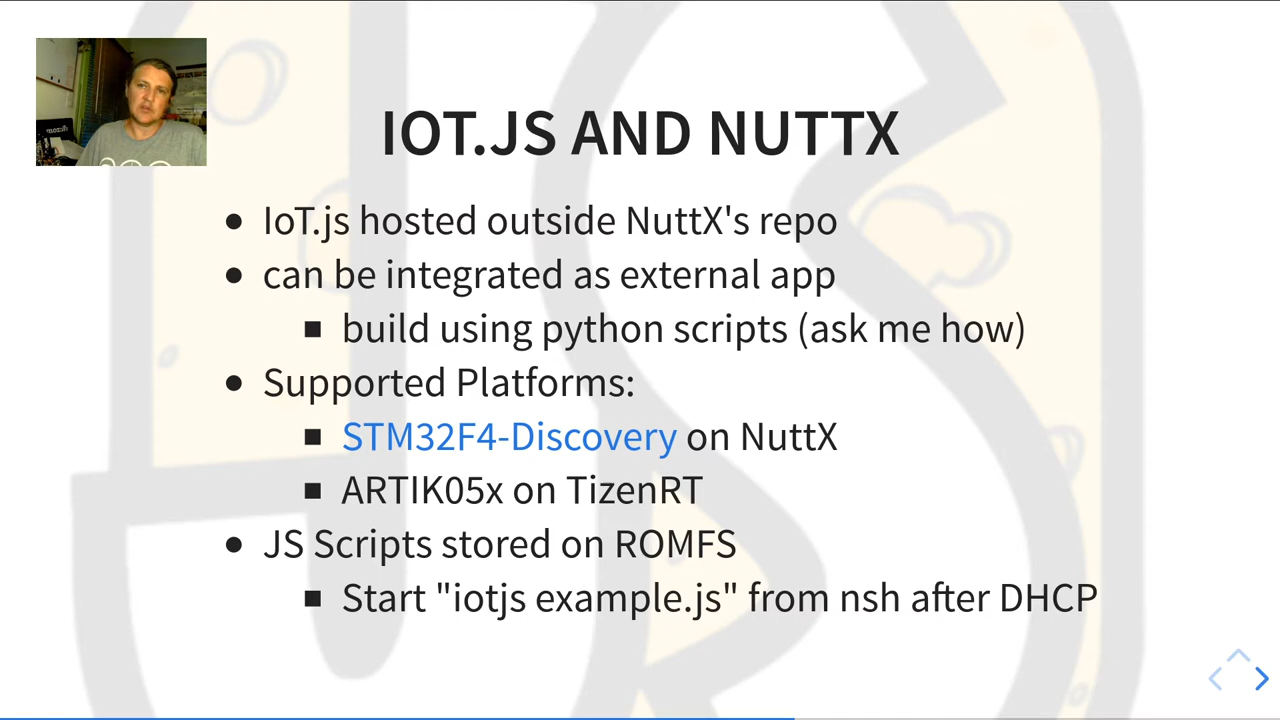 IOT.JS AND NUTTX
IoT.js hosted outside NuttX's repo
can be integrated as external app
build using python scripts (ask me how)
Supported Platforms:
STM32F4-Discovery on NuttX
ARTIK05x on TizenRT
JS Scripts stored on ROMFS
Start "iotjs example.js" from nsh after DHCP